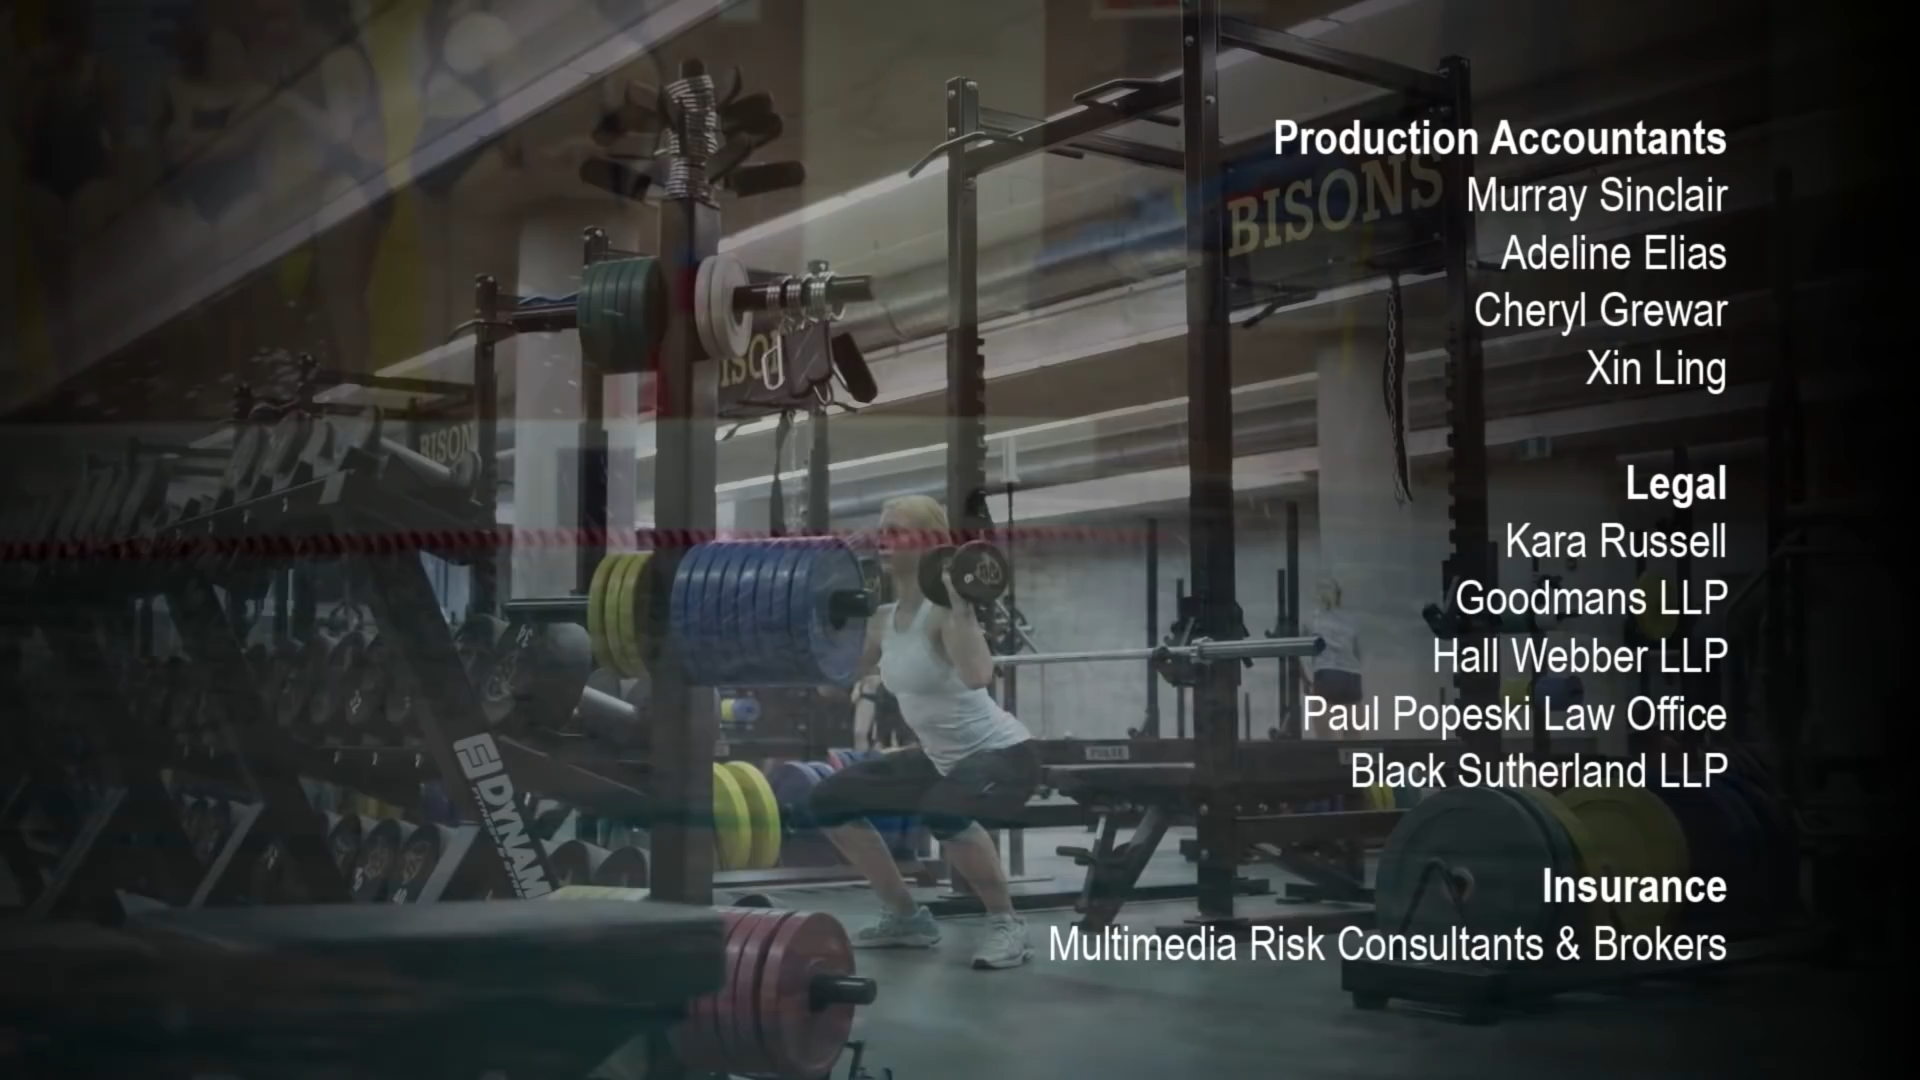 Production Accountants
Murray Sinclair
Adeline Elias
Cheryl Grewar
Xin Ling
Legal
Kara Russell
Goodmans LLP
Hall Webber LLP
Paul Popeski Law Office
Black Sutherland LLP
Insurance
Multimedia Risk Consultants & Brokers
BISONS
BISON
PULSE